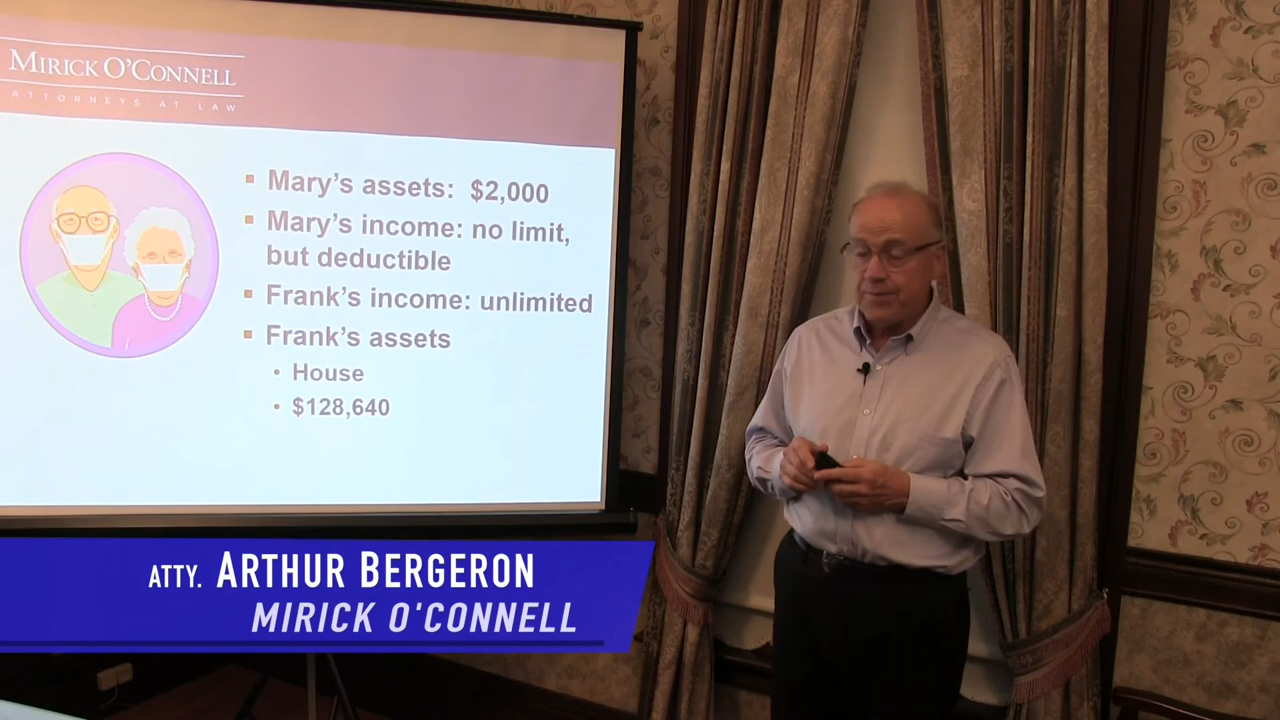 MIRICK O'CONNELL
ATTORNEYS AT LAW
▪ Mary's assets: $2,000
▪ Mary's income: no limit,
but deductible
▪ Frank's income: unlimited
▪ Frank's assets
• House
• $128,640
ATTY. ARTHUR BERGERON
MIRICK O'CONNELL